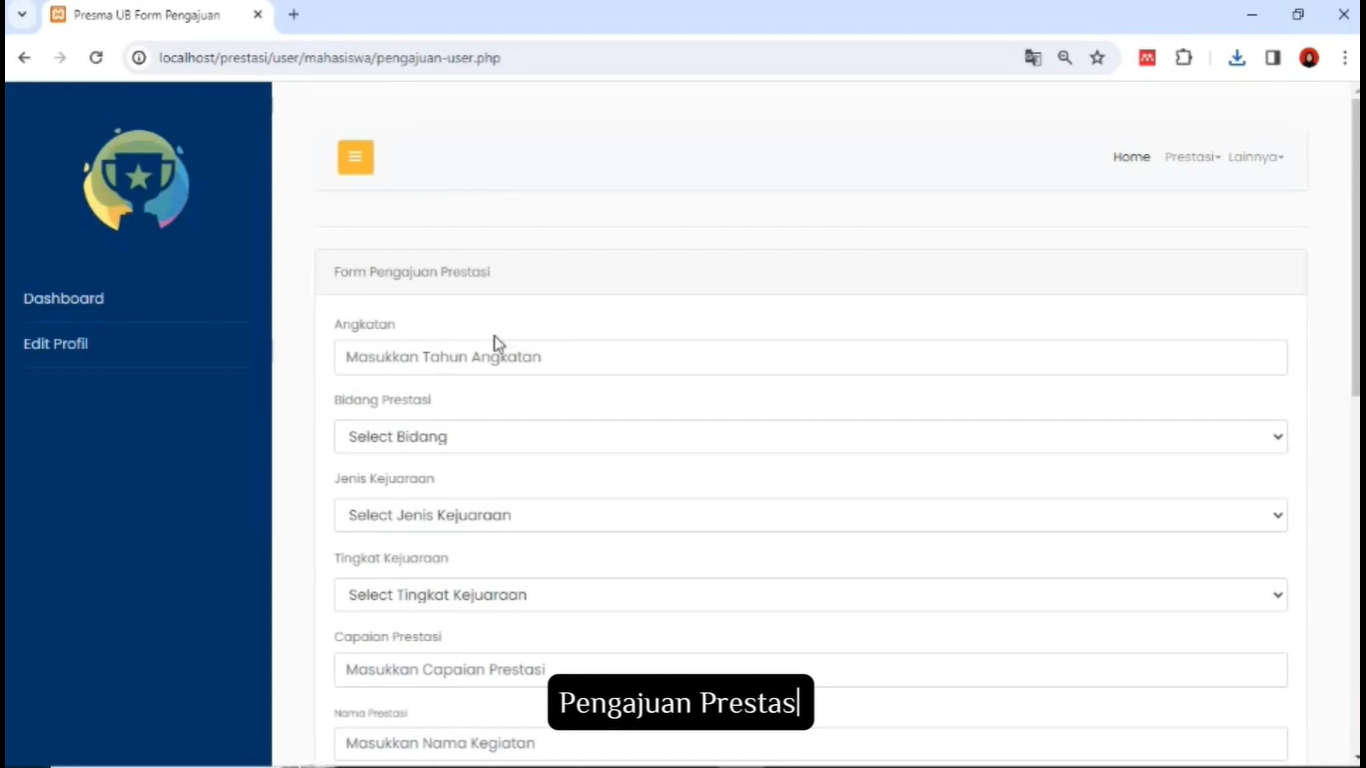 Presma UB Form Pengajuan
localhost/prestasi/user/mahasiswa/pengajuan-user.php
Home Prestasi Lainnya
Dashboard
Edit Profil
Form Pengajuan Prestasi
Angkatan
Masukkan Tahun Angkatan
Bidang Prestasi
Select Bidang
Jenis Kejuaraan
Select Jenis Kejuaraan
Tingkat Kejuaraan
Select Tingkat Kejuaraan
Capaian Prestasi
Masukkan Capaian Prestasi
Pengajuan Prestas
Nama Prestasi
Masukkan Nama Kegiatan